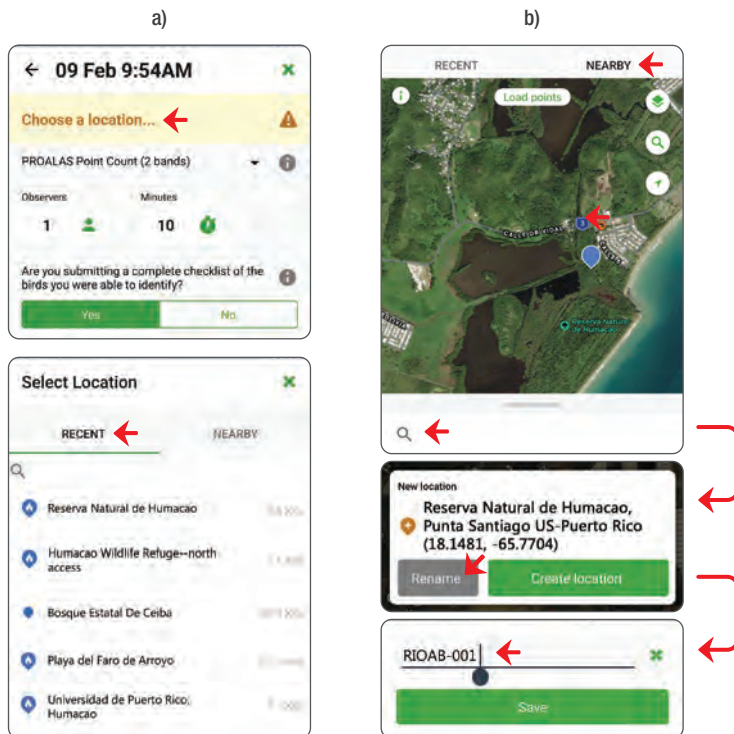 a)
09 Feb 9:54AM
Choose a location...
PROALAS Point Count (2 bands)
Observers Minutes
1 10
Are you submitting a complete checklist of the
birds you were able to identify?
Yes No
Select Location
RECENT NEARBY
Reserva Natural de Humacao
Humacao Wildlife Refuge--north
access
Bosque Estatal De Ceiba
Playa del Faro de Arroyo
Universidad de Puerto Rico,
Humacao
b)
RECENT NEARBY
Load points
3
Reserva Natural
de Humacao
New location
Reserva Natural de Humacao,
Punta Santiago US-Puerto Rico
(18.1481, -65.7704)
Rename Create location
RIOAB-001
Save